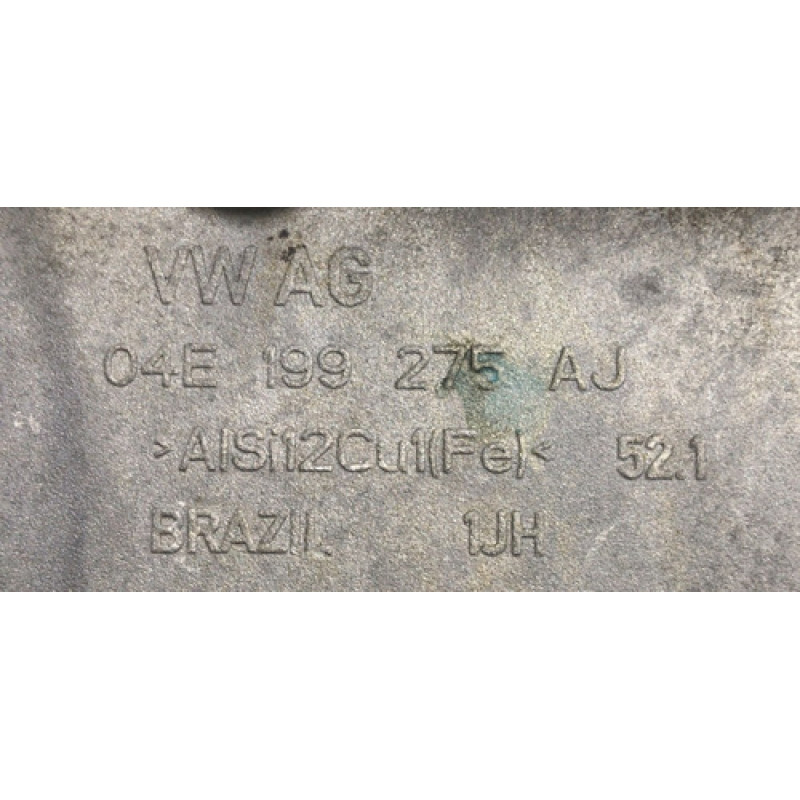 VW AG
04E 199 275 AJ
>AlSi12Cu1(Fe)< 52.1
BRAZIL 1JH